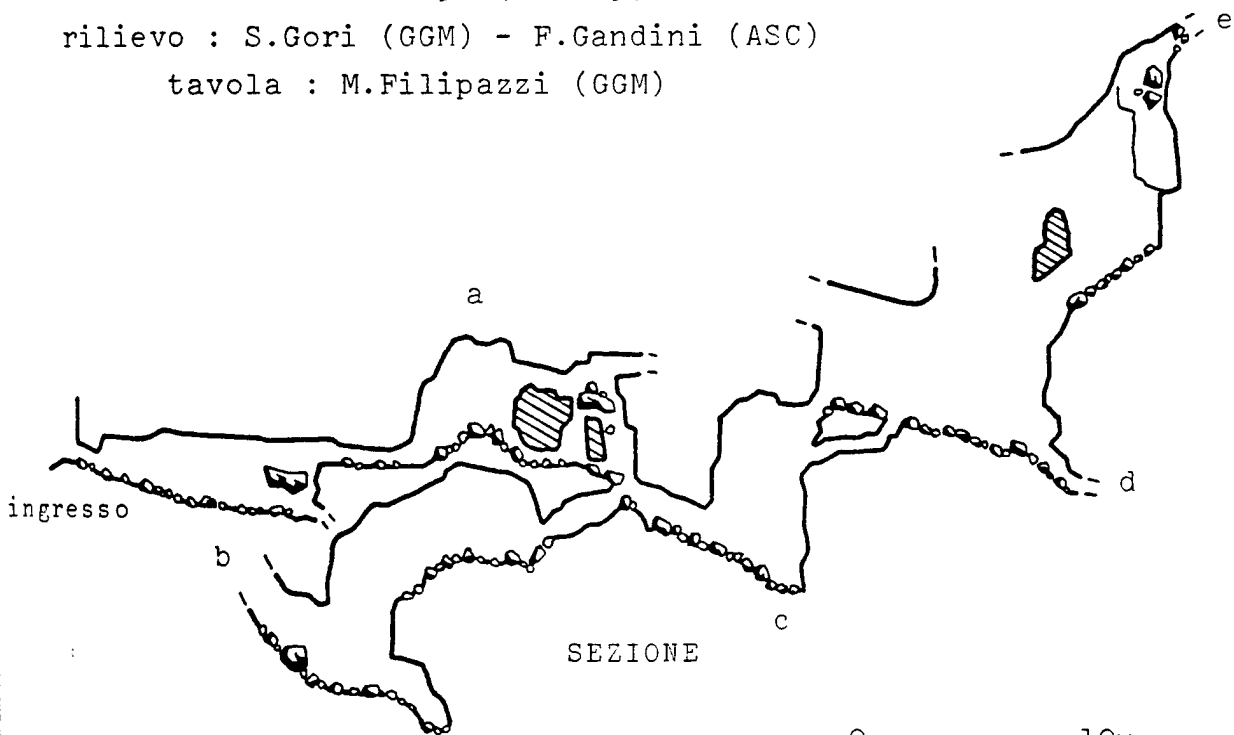 rilievo : S.Gori (GGM) - F.Gandini (ASC)
tavola : M.Filipazzi (GGM)
e
a
d
ingresso
b
c
SEZIONE